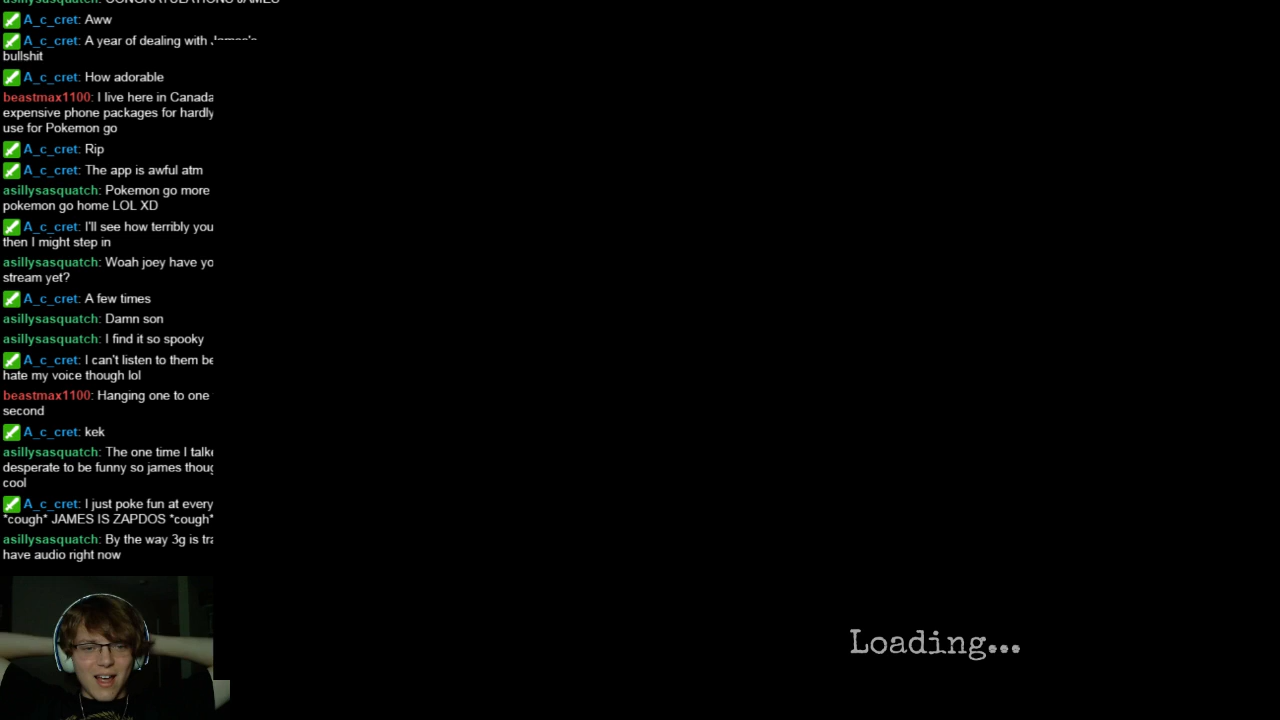 asillysasquatch: CONGRATULATIONS JAMES
A_c_cret: Aww
A_c_cret: A year of dealing with James's
bullshit
A_c_cret: How adorable
beastmax1100: I live here in Canada
expensive phone packages for hardly
use for Pokemon go
A_c_cret: Rip
A_c_cret: The app is awful atm
asillysasquatch: Pokemon go more
pokemon go home LOL XD
A_c_cret: I'll see how terribly you
then I might step in
asillysasquatch: Woah joey have
stream yet?
A_c_cret: A few times
asillysasquatch: Damn son
asillysasquatch: I find it so spooky
A_c_cret: I can't listen to them
hate my voice though lol
beastmax1100: Hanging one to one
second
A_c_cret: kek
asillysasquatch: The one time I
desperate to be funny so james
cool
A_c_cret: I just poke fun at every
*cough* JAMES IS ZAPDOS *cough*
asillysasquatch: By the way 3g is
have audio right now
Loading...